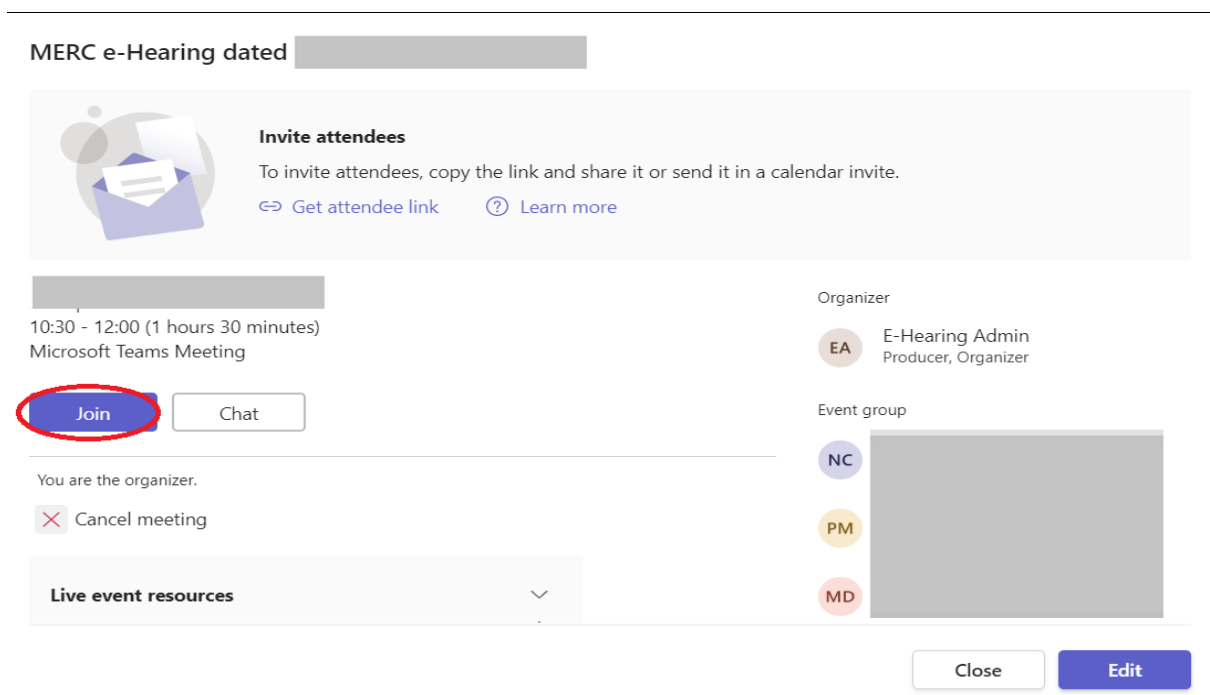 MERC e-Hearing dated
Invite attendees
To invite attendees, copy the link and share it or send it in a calendar invite.
Get attendee link
Learn more
10:30 - 12:00 (1 hours 30 minutes)
Microsoft Teams Meeting
Join
Chat
You are the organizer.
Cancel meeting
Live event resources
Organizer
EA
E-Hearing Admin
Producer, Organizer
Event group
NC
PM
MD
Close
Edit